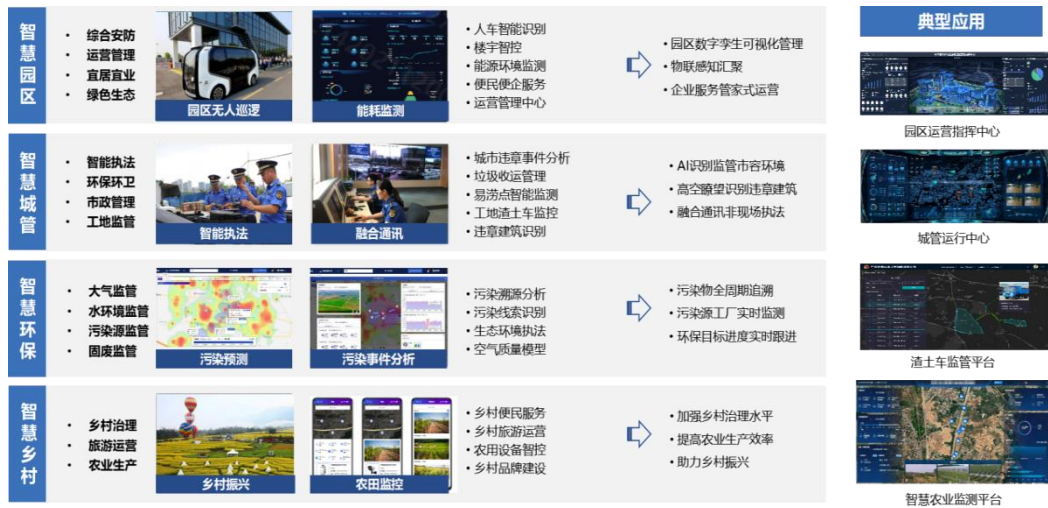 智慧园区
综合安防
运营管理
宜居宜业
绿色生态
园区无人巡逻
能耗监测
人车智能识别
楼宇智控
能源环境监测
便民便企服务
运营管理中心
园区数字孪生可视化管理
物联感知汇聚
企业服务管家式运营
智慧城管
智能执法
环保环卫
市政管理
工地监管
智能执法
融合通讯
城市违章事件分析
垃圾收运管理
易涝点智能监测
工地渣土车监控
违章建筑识别
AI识别监管市容环境
高空瞭望识别违章建筑
融合通讯非现场执法
智慧环保
大气监管
水环境监管
污染源监管
固废监管
污染预测
污染事件分析
污染溯源分析
污染线索识别
生态环境执法
空气质量模型
污染物全周期追溯
污染源工厂实时监测
环保目标进度实时跟进
智慧乡村
乡村治理
旅游运营
农业生产
乡村振兴
农田监控
乡村便民服务
乡村旅游运营
农用设备智控
乡村品牌建设
加强乡村治理水平
提高农业生产效率
助力乡村振兴
典型应用
园区运营指挥中心
城管运行中心
渣土车监管平台
智慧农业监测平台